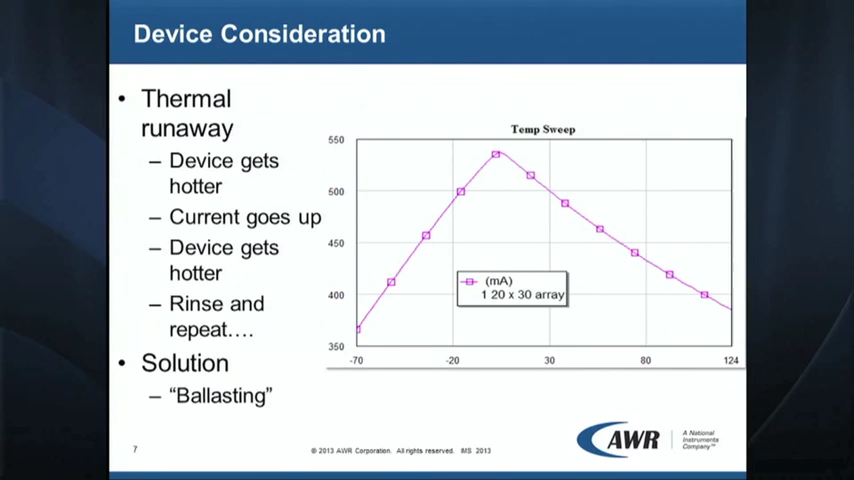 Device Consideration
• Thermal
runaway
– Device gets
hotter
– Current goes up
– Device gets
hotter
– Rinse and
repeat….
• Solution
– “Ballasting”
Temp Sweep
550
500
450
400
350
-70
-20
30
80
124
(mA)
1 20 x 30 array
7
© 2013 AWR Corporation. All rights reserved. IMS 2013
AWR
A National
Instruments
Company™